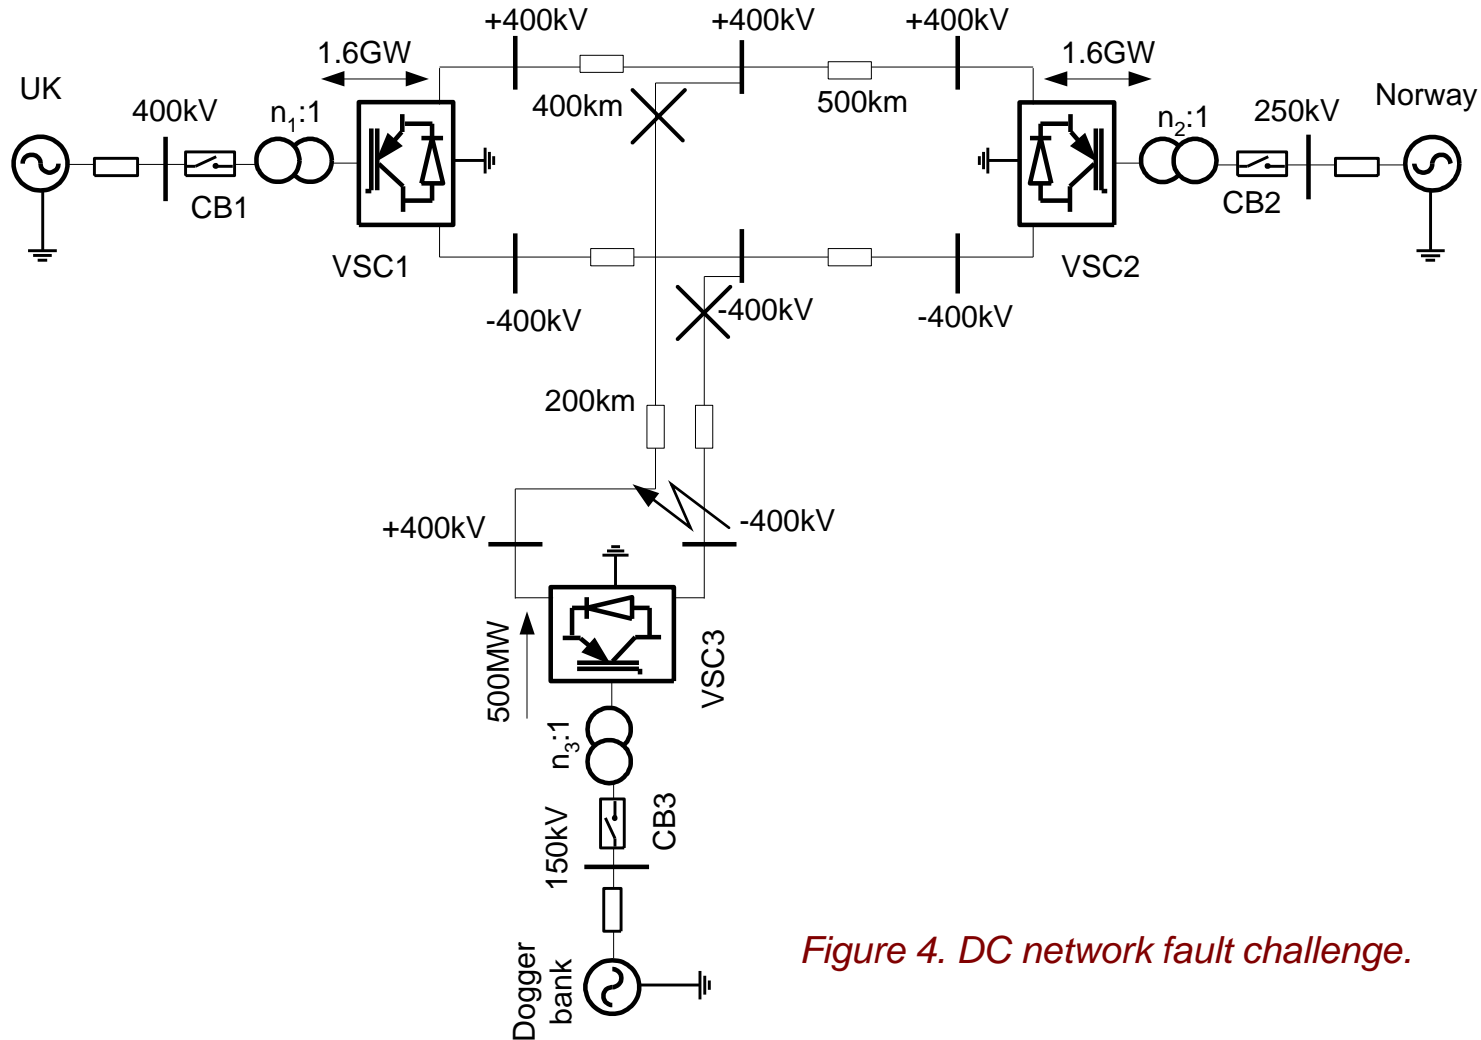 +400kV
+400kV
+400kV
1.6GW
1.6GW
UK
Norway
400km
500km
400kV
n1:1
n2:1
250kV
CB1
CB2
VSC1
VSC2
-400kV
-400kV
-400kV
200km
+400kV
-400kV
500MW
VSC3
n3:1
150kV
CB3
Dogger
bank
Figure 4. DC network fault challenge.